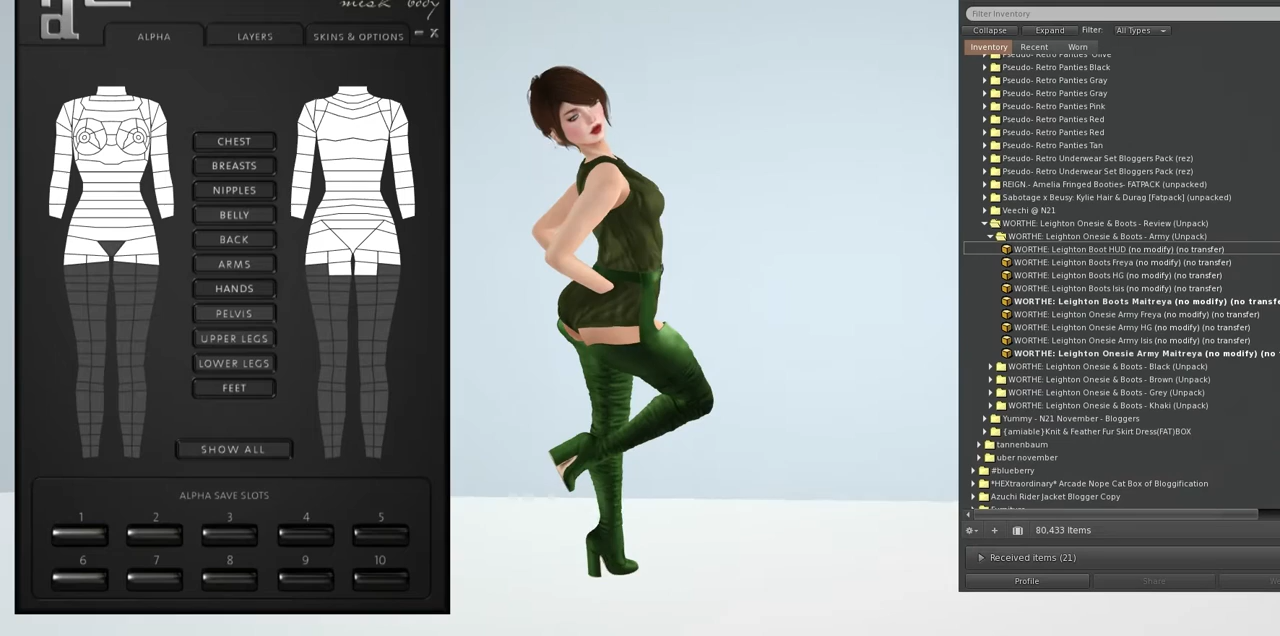 mesh body
ALPHA
LAYERS
SKINS & OPTIONS
X
CHEST
BREASTS
NIPPLES
BELLY
BACK
ARMS
HANDS
PELVIS
UPPER LEGS
LOWER LEGS
FEET
SHOW ALL
ALPHA SAVE SLOTS
1 2 3 4 5
6 7 8 9 10
Filter Inventory
Collapse Expand Filter: All Types
Inventory Recent Worn
Pseudo- Retro Panties Olive
Pseudo- Retro Panties Black
Pseudo- Retro Panties Gray
Pseudo- Retro Panties Gray
Pseudo- Retro Panties Pink
Pseudo- Retro Panties Red
Pseudo- Retro Panties Red
Pseudo- Retro Panties Tan
Pseudo- Retro Underwear Set Bloggers Pack (rez)
Pseudo- Retro Underwear Set Bloggers Pack (rez)
REIGN.- Amelia Fringed Booties- FATPACK (unpacked)
Sabotage x Beusy: Kylie Hair & Durag [Fatpack] (unpacked)
Veechi @ N21
WORTHE: Leighton Onesie & Boots - Review (Unpack)
WORTHE: Leighton Onesie & Boots - Army (Unpack)
WORTHE: Leighton Boot HUD (no modify) (no transfer)
WORTHE: Leighton Boots Freya (no modify) (no transfer)
WORTHE: Leighton Boots HG (no modify) (no transfer)
WORTHE: Leighton Boots Isis (no modify) (no transfer)
WORTHE: Leighton Boots Maitreya (no modify) (no transfe
WORTHE: Leighton Onesie Army Freya (no modify) (no transfer)
WORTHE: Leighton Onesie Army HG (no modify) (no transfer)
WORTHE: Leighton Onesie Army Isis (no modify) (no transfer)
WORTHE: Leighton Onesie Army Maitreya (no modify) (no
WORTHE: Leighton Onesie & Boots - Black (Unpack)
WORTHE: Leighton Onesie & Boots - Brown (Unpack)
WORTHE: Leighton Onesie & Boots - Grey (Unpack)
WORTHE: Leighton Onesie & Boots - Khaki (Unpack)
Yummy - N21 November - Bloggers
{amiable}Knit & Feather Fur Skirt Dress(FAT)BOX
tannenbaum
uber november
#blueberry
*HEXtraordinary* Arcade Nope Cat Box of Bloggification
Azuchi Rider Jacket Blogger Copy
80,433 Items
Received items (21)
Profile Share